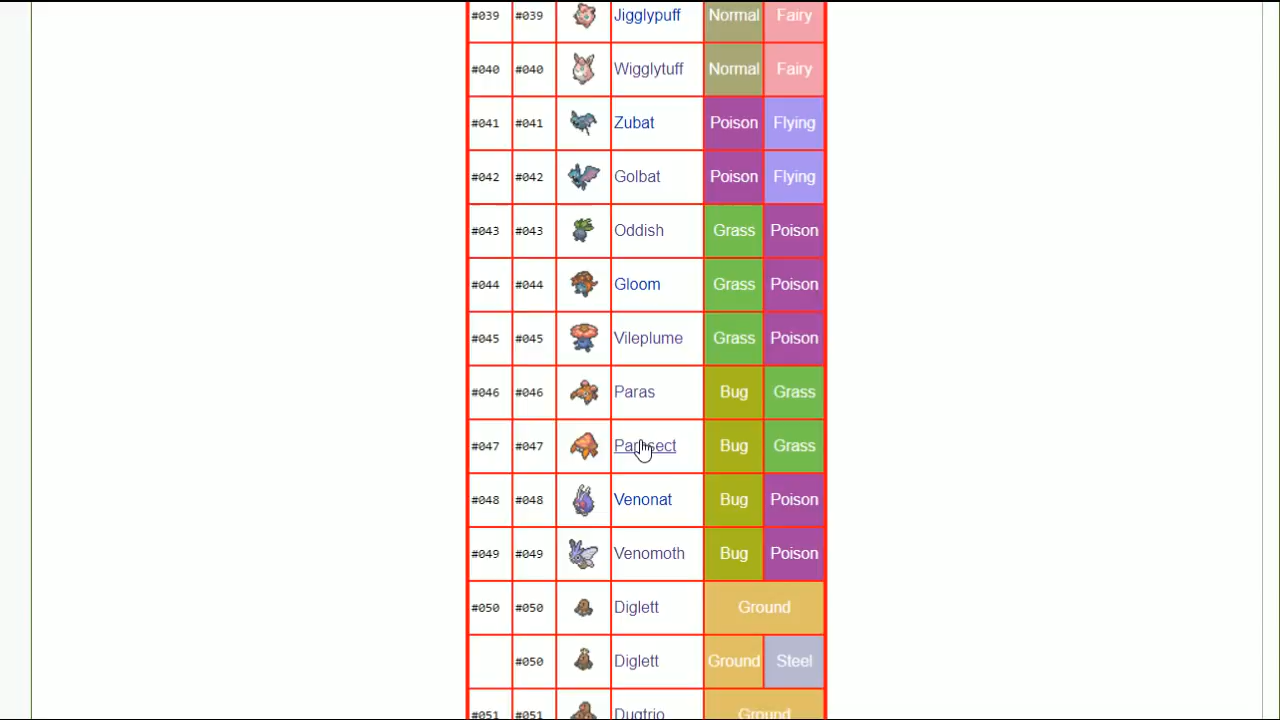 #039 #039 Jigglypuff Normal Fairy
#040 #040 Wigglytuff Normal Fairy
#041 #041 Zubat Poison Flying
#042 #042 Golbat Poison Flying
#043 #043 Oddish Grass Poison
#044 #044 Gloom Grass Poison
#045 #045 Vileplume Grass Poison
#046 #046 Paras Bug Grass
#047 #047 Parasect Bug Grass
#048 #048 Venonat Bug Poison
#049 #049 Venomoth Bug Poison
#050 #050 Diglett Ground
#050 Diglett Ground Steel
#051 #051 Dugtrio Ground